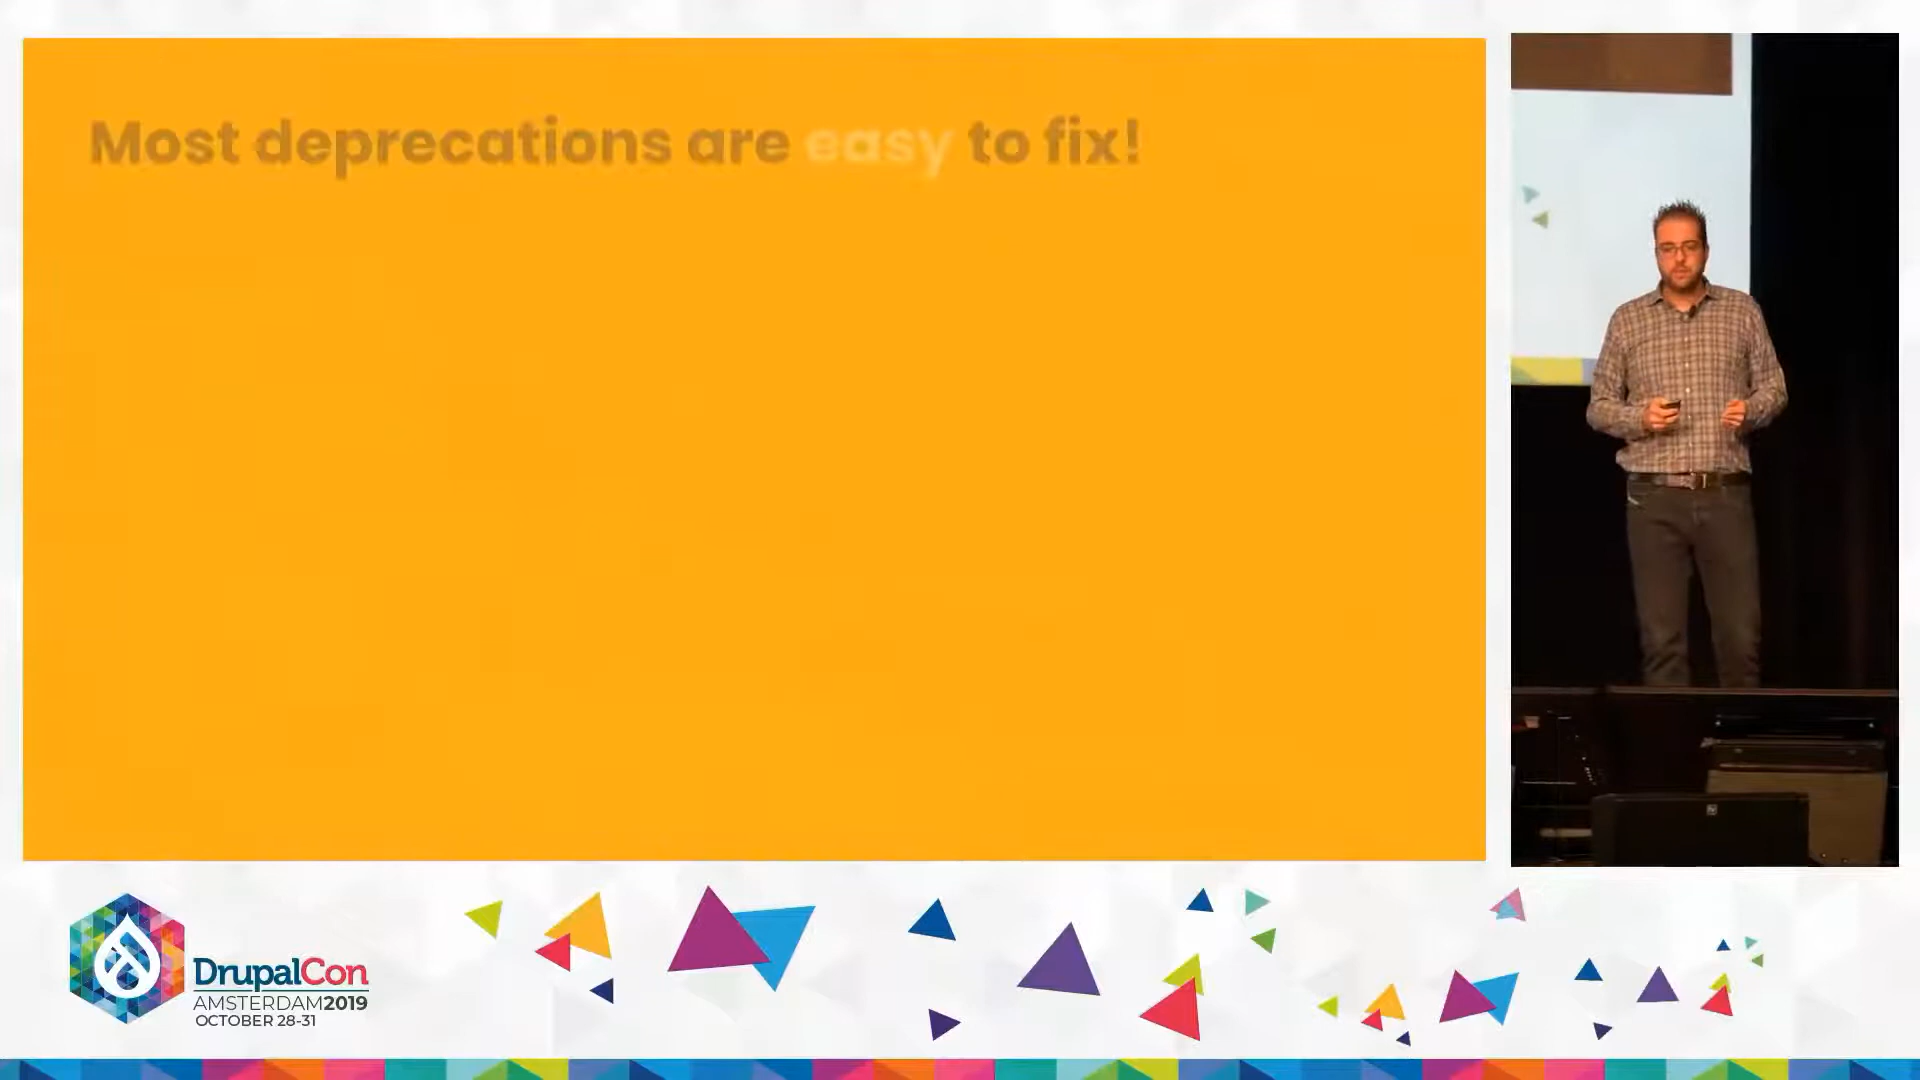 Most deprecations are easy to fix!
DrupalCon
AMSTERDAM2019
OCTOBER 28-31